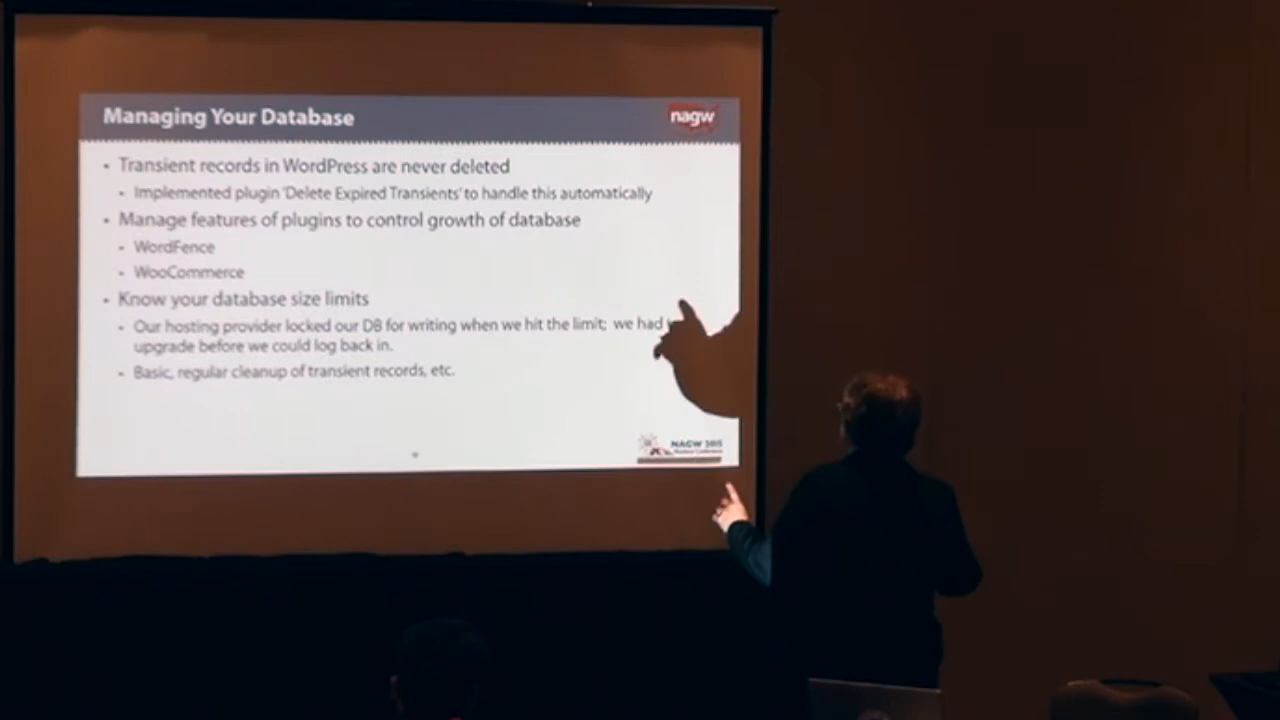 Managing Your Database
nagw
• Transient records in WordPress are never deleted
• Implemented plugin 'Delete Expired Transients' to handle this automatically
• Manage features of plugins to control growth of database
• WordFence
• WooCommerce
• Know your database size limits
• Our hosting provider locked our DB for writing when we hit the limit; we had
upgrade before we could log back in.
• Basic, regular cleanup of transient records, etc.
NAGW